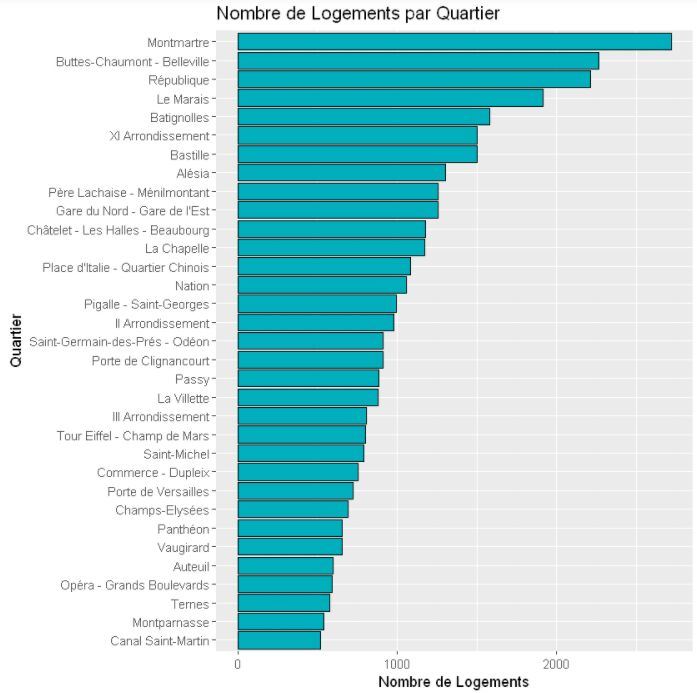 Nombre de Logements par Quartier
Montmartre
Buttes-Chaumont - Belleville
République
Le Marais
Batignolles
XI Arrondissement
Bastille
Alésia
Père Lachaise - Ménilmontant
Gare du Nord - Gare de l'Est
Châtelet - Les Halles - Beaubourg
La Chapelle
Place d'Italie - Quartier Chinois
Nation
Pigalle - Saint-Georges
II Arrondissement
Saint-Germain-des-Prés - Odéon
Porte de Clignancourt
Passy
La Villette
III Arrondissement
Tour Eiffel - Champ de Mars
Saint-Michel
Commerce - Dupleix
Porte de Versailles
Champs-Elysées
Panthéon
Vaugirard
Auteuil
Opéra - Grands Boulevards
Ternes
Montparnasse
Canal Saint-Martin
Quartier
0 1000 2000
Nombre de Logements